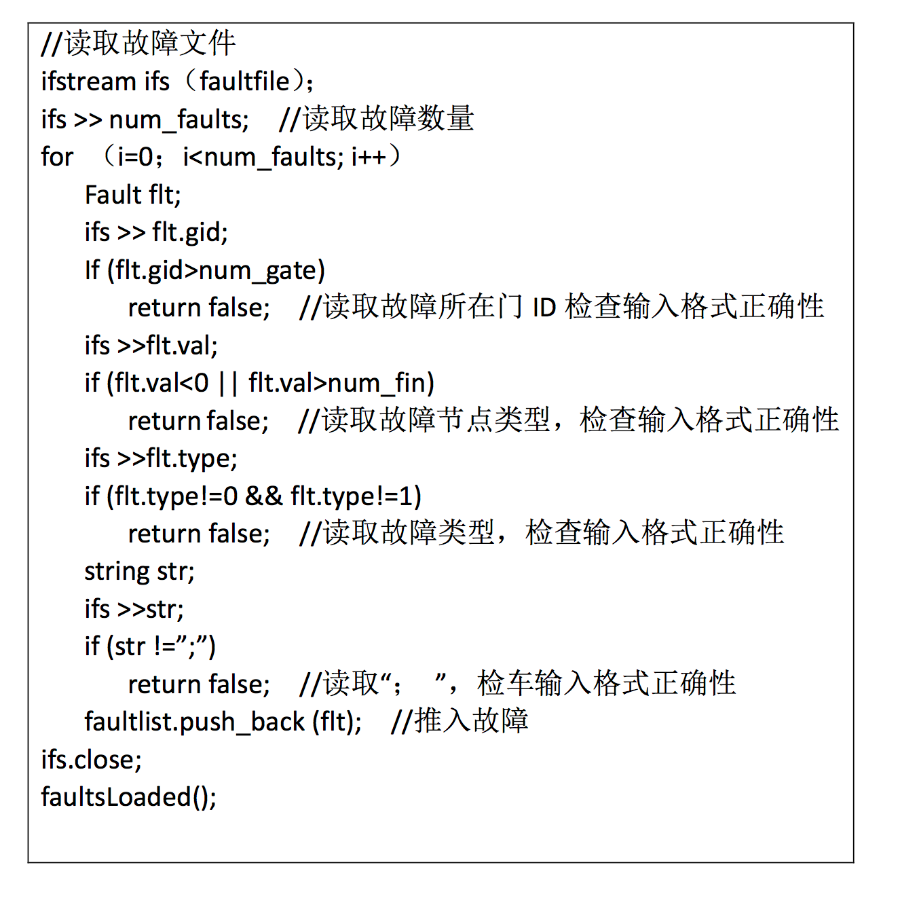 //读取故障文件
ifstream ifs（faultfile）;
ifs >> num_faults; //读取故障数量
for （i=0；i<num_faults; i++）
Fault flt;
ifs >> flt.gid;
If (flt.gid>num_gate)
return false; //读取故障所在门 ID 检查输入格式正确性
ifs >>flt.val;
if (flt.val<0 || flt.val>num_fin)
return false; //读取故障节点类型，检查输入格式正确性
ifs >>flt.type;
if (flt.type!=0 && flt.type!=1)
return false; //读取故障类型，检查输入格式正确性
string str;
ifs >>str;
if (str !=”;”)
return false; //读取“； ”，检车输入格式正确性
faultlist.push_back (flt); //推入故障
ifs.close;
faultsLoaded();